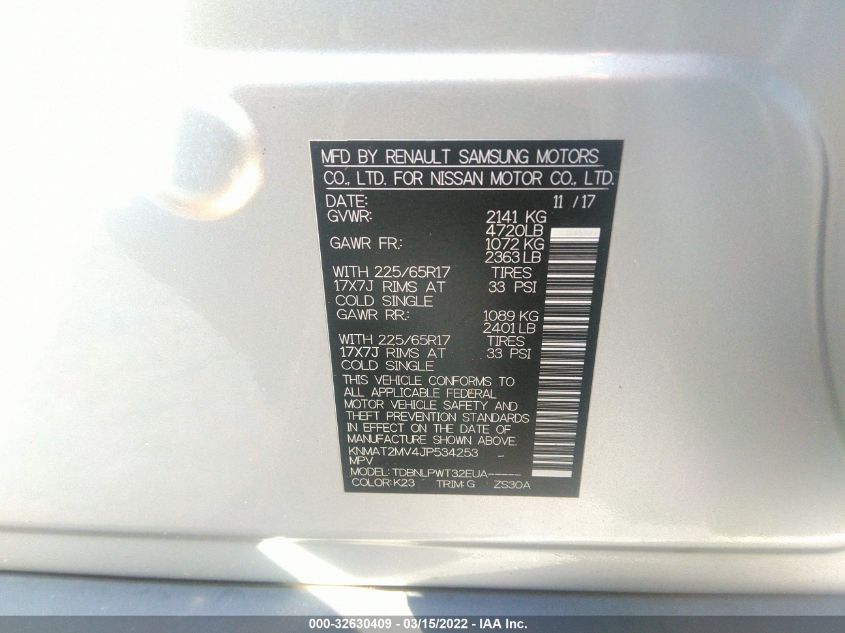 MFD BY RENAULT SAMSUNG MOTORS
CO., LTD. FOR NISSAN MOTOR CO., LTD.
DATE: 11 / 17
GVWR: 2141 KG
4720LB
GAWR FR: 1072 KG
2363 LB
WITH 225/65R17 TIRES
17X7J RIMS AT 33 PSI
COLD SINGLE
GAWR RR: 1089 KG
2401 LB
WITH 225/65R17 TIRES
17X7J RIMS AT 33 PSI
COLD SINGLE
THIS VEHICLE CONFORMS TO
ALL APPLICABLE FEDERAL
MOTOR VEHICLE SAFETY AND
THEFT PREVENTION STANDARDS
IN EFFECT ON THE DATE OF
MANUFACTURE SHOWN ABOVE.
KNMAT2MV4JP534253
MPV
MODEL: TDBNLPWT32EUA-----
COLOR:K23 TRIM:G ZS30A
000-32630409 - 03/15/2022 - IAA Inc.